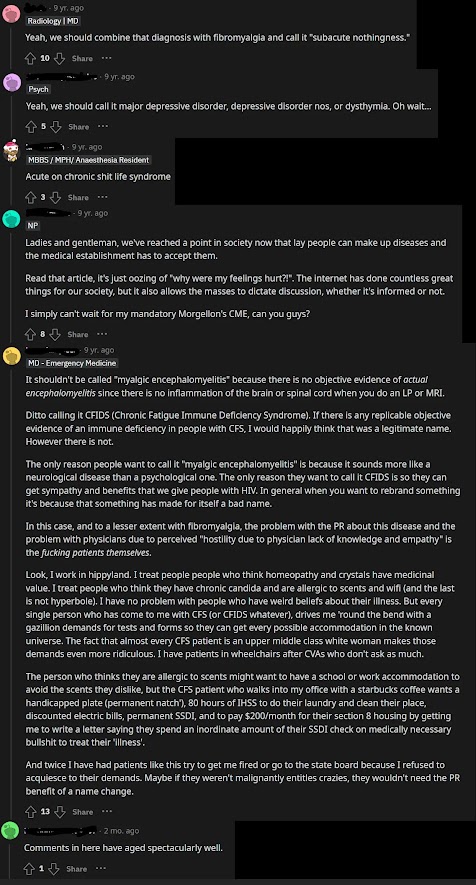 · 9 yr. ago
Radiology | MD
Yeah, we should combine that diagnosis with fibromyalgia and call it "subacute nothingness."
10 Share ···
· 9 yr. ago
Psych
Yeah, we should call it major depressive disorder, depressive disorder nos, or dysthymia. Oh wait...
5 Share ···
· 9 yr. ago
MBBS / MPH/ Anaesthesia Resident
Acute on chronic shit life syndrome
3 Share ···
· 9 yr. ago
NP
Ladies and gentleman, we've reached a point in society now that lay people can make up diseases and
the medical establishment has to accept them.
Read that article, it's just oozing of "why were my feelings hurt?!". The internet has done countless great
things for our society, but it also allows the masses to dictate discussion, whether it's informed or not.
I simply can't wait for my mandatory Morgellon's CME, can you guys?
8 Share ···
· 9 yr. ago
MD - Emergency Medicine
It shouldn't be called "myalgic encephalomyelitis" because there is no objective evidence of actual
encephalomyelitis since there is no inflammation of the brain or spinal cord when you do an LP or MRI.
Ditto calling it CFIDS (Chronic Fatigue Immune Deficiency Syndrome). If there is any replicable objective
evidence of an immune deficiency in people with CFS, I would happily think that was a legitimate name.
However there is not.
The only reason people want to call it "myalgic encephalomyelitis" is because it sounds more like a
neurological disease than a psychological one. The only reason they want to call it CFIDS is so they can
get sympathy and benefits that we give people with HIV. In general when you want to rebrand something
it's because that something has made for itself a bad name.
In this case, and to a lesser extent with fibromyalgia, the problem with the PR about this disease and the
problem with physicians due to perceived "hostility due to physician lack of knowledge and empathy" is
the fucking patients themselves.
Look, I work in hippyland. I treat people people who think homeopathy and crystals have medicinal
value. I treat people who think they have chronic candida and are allergic to scents and wifi (and the last
is not hyperbole). I have no problem with people who have weird beliefs about their illness. But every
single person who has come to me with CFS (or CFIDS whatever), drives me 'round the bend with a
gazillion demands for tests and forms so they can get every possible accommodation in the known
universe. The fact that almost every CFS patient is an upper middle class white woman makes those
demands even more ridiculous. I have patients in wheelchairs after CVAs who don't ask as much.
The person who thinks they are allergic to scents might want to have a school or work accommodation to
avoid the scents they dislike, but the CFS patient who walks into my office with a starbucks coffee wants a
handicapped plate (permanent natch'), 80 hours of IHSS to do their laundry and clean their place,
discounted electric bills, permanent SSDI, and to pay $200/month for their section 8 housing by getting
me to write a letter saying they spend an inordinate amount of their SSDI check on medically necessary
bullshit to treat their 'illness'.
And twice I have had patients like this try to get me fired or go to the state board because I refused to
acquiesce to their demands. Maybe if they weren't malignantly entitles crazies, they wouldn't need the PR
benefit of a name change.
13 Share ···
· 2 mo. ago
Comments in here have aged spectacularly well.
1 Share ···